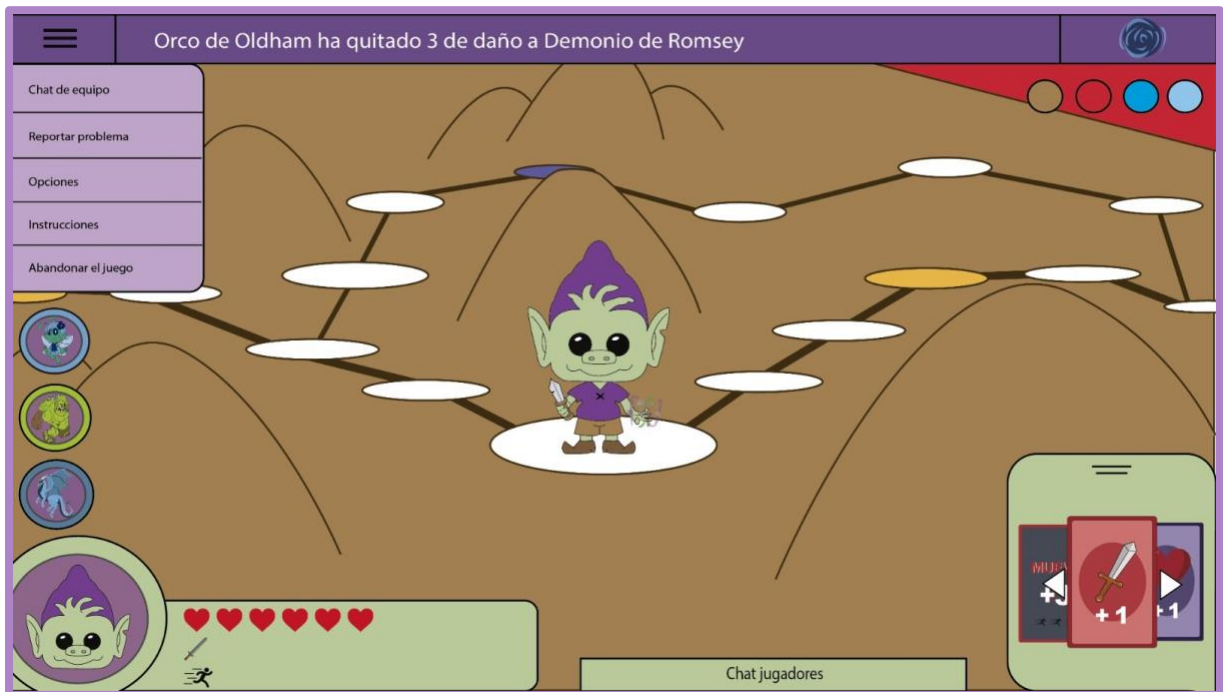 Orco de Oldham ha quitado 3 de daño a Demonio de Romsey
Chat de equipo
Reportar problema
Opciones
Instrucciones
Abandonar el juego
+1
+1
Chat jugadores